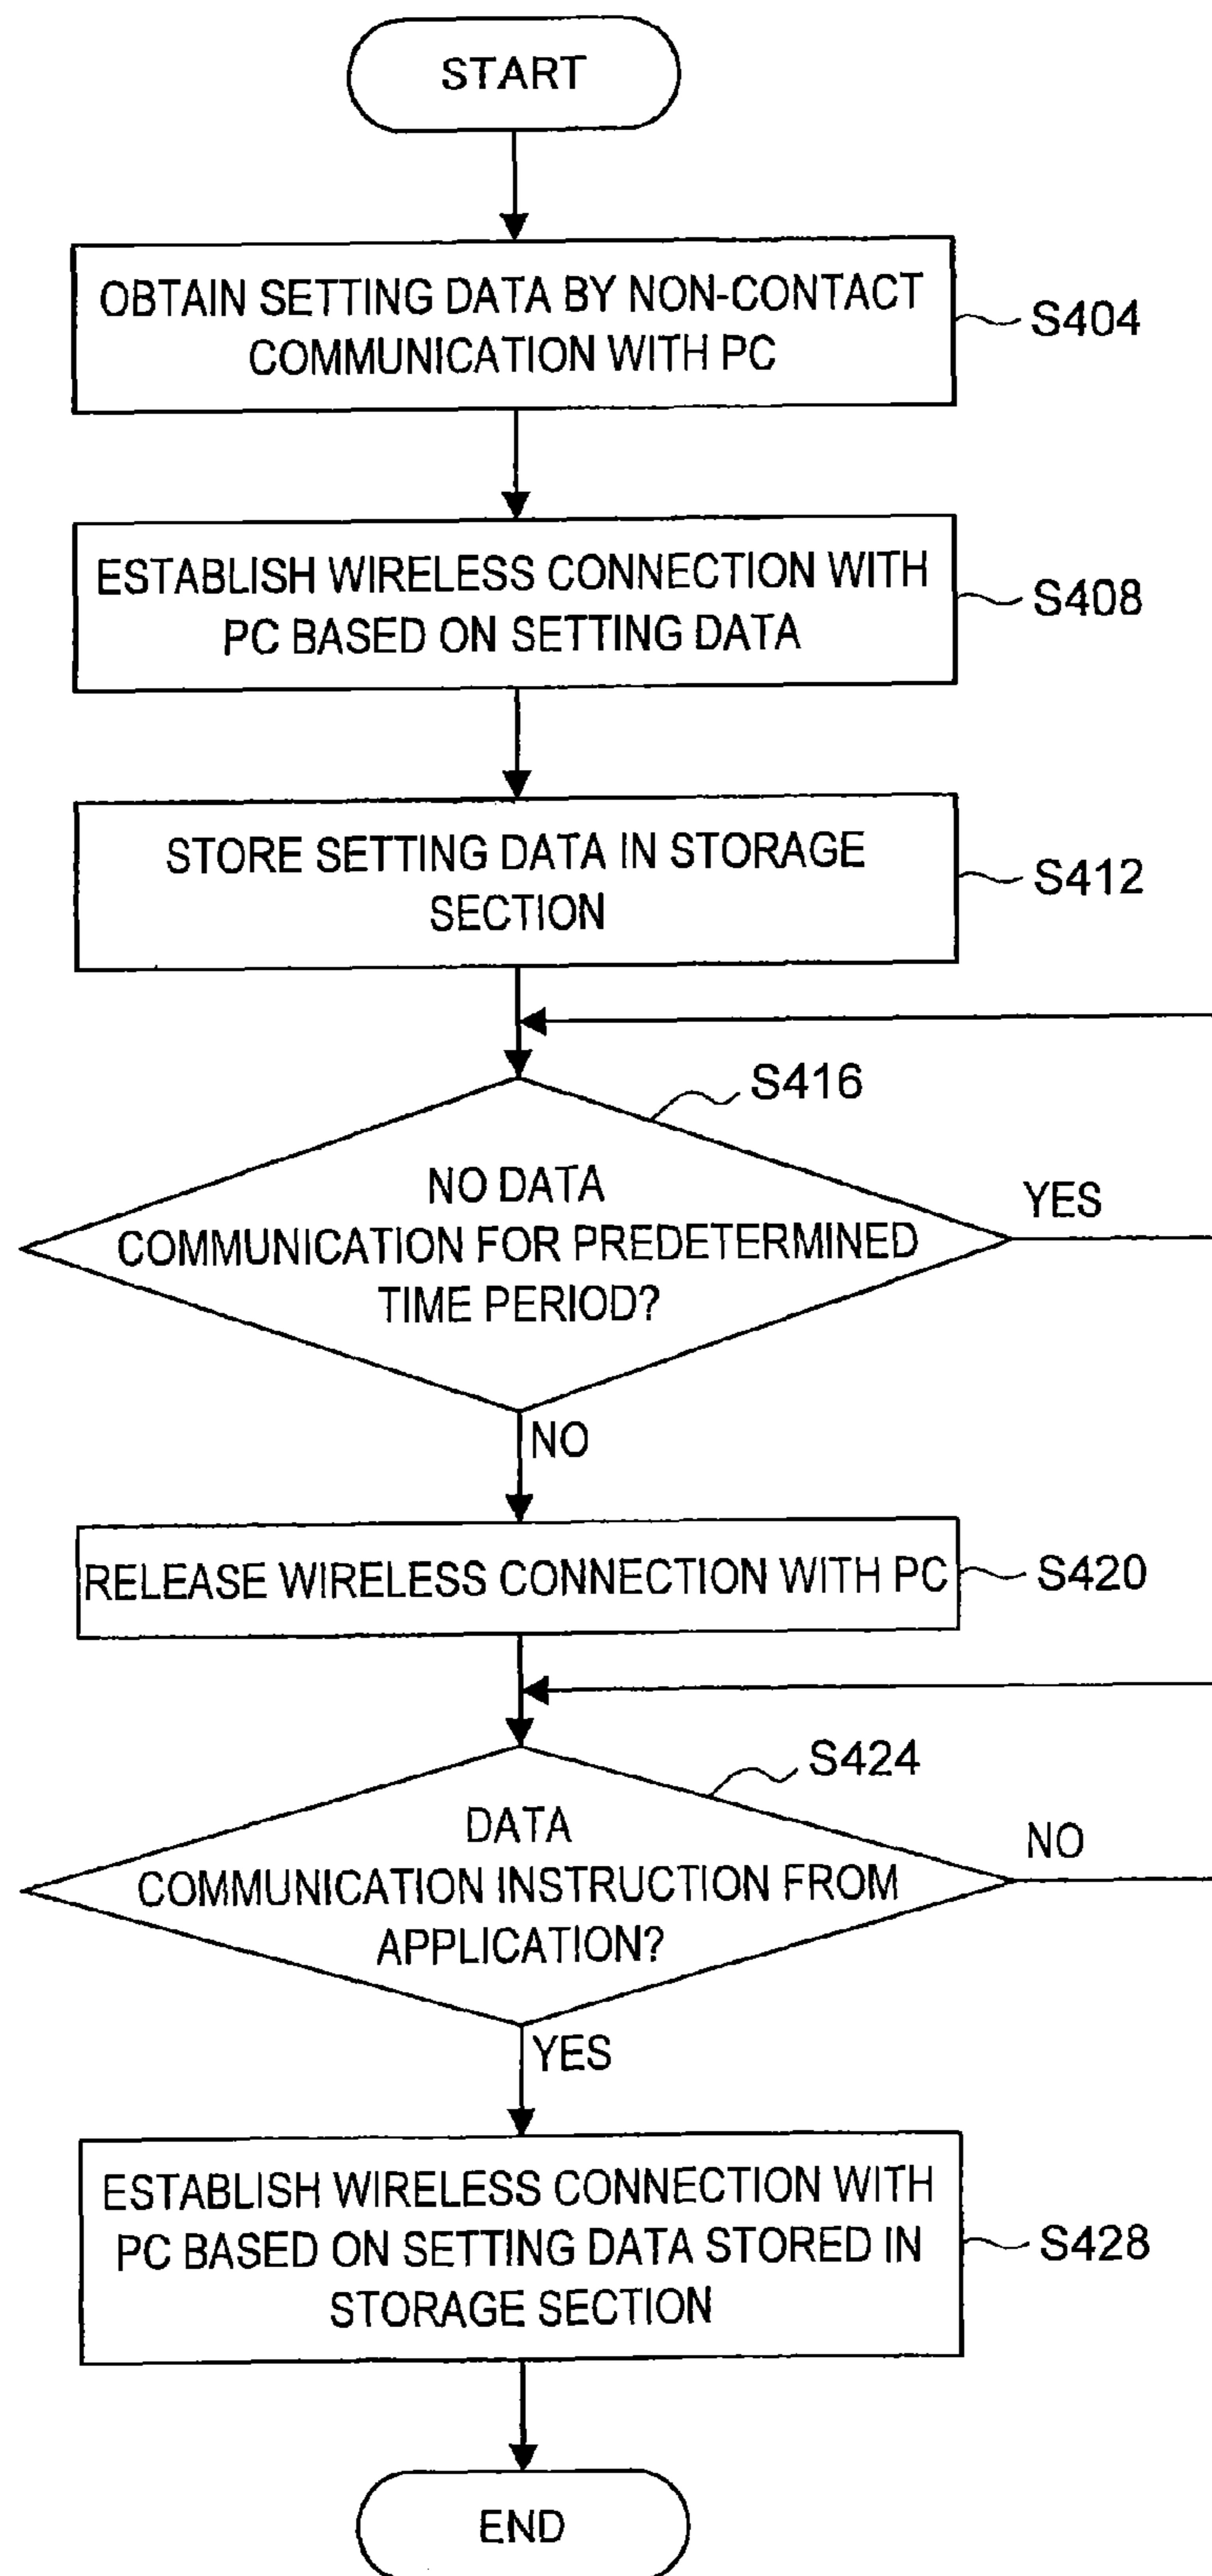 START
OBTAIN SETTING DATA BY NON-CONTACT
COMMUNICATION WITH PC
S404
ESTABLISH WIRELESS CONNECTION WITH
PC BASED ON SETTING DATA
S408
STORE SETTING DATA IN STORAGE
SECTION
S412
S416
NO DATA
COMMUNICATION FOR PREDETERMINED
TIME PERIOD?
YES
NO
RELEASE WIRELESS CONNECTION WITH PC
S420
S424
DATA
COMMUNICATION INSTRUCTION FROM
APPLICATION?
NO
YES
ESTABLISH WIRELESS CONNECTION WITH
PC BASED ON SETTING DATA STORED IN
STORAGE SECTION
S428
END